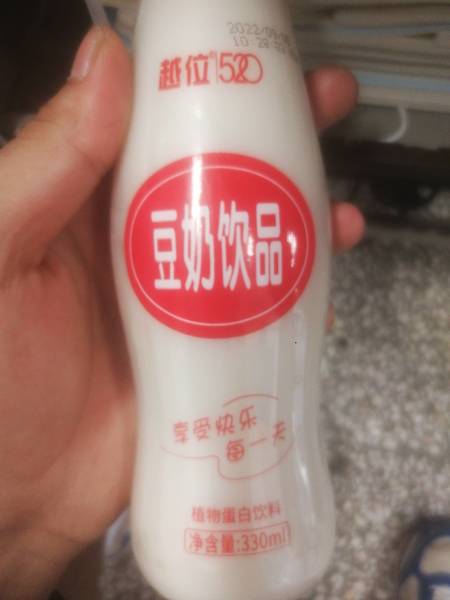 越位520
豆奶饮品
享受快乐
每一天
植物蛋白饮料
净含量:330ml